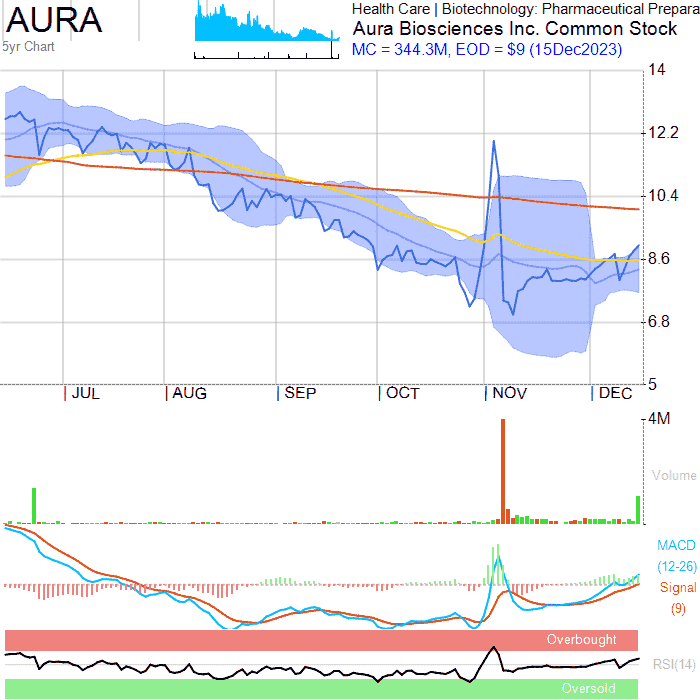 AURA
5yr Chart
Health Care | Biotechnology: Pharmaceutical Prepara
Aura Biosciences Inc. Common Stock
MC = 344.3M, EOD = $9 (15Dec2023)
14
12.2
10.4
8.6
6.8
5
JUL AUG SEP OCT NOV DEC
4M
Volume
MACD
(12-26)
Signal
(9)
Overbought
RSI(14)
Oversold